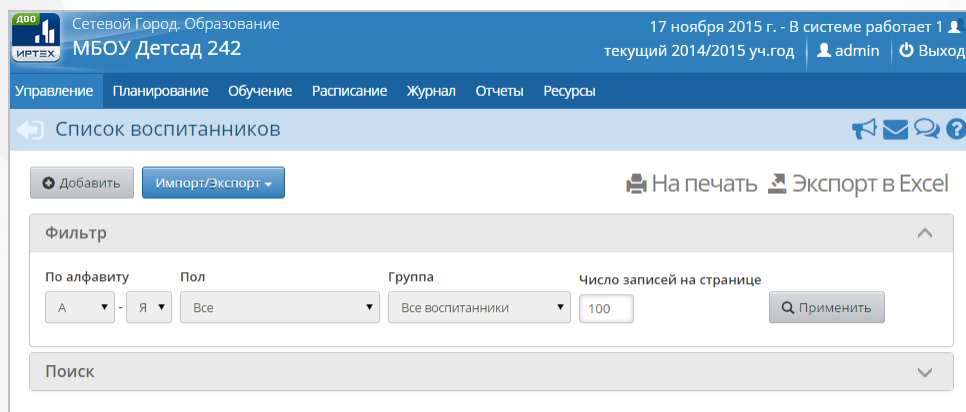 ДОО
ИРТЕХ
Сетевой Город. Образование
МБОУ Детсад 242
17 ноября 2015 г. - В системе работает 1
текущий 2014/2015 уч.год admin Выход
Управление Планирование Обучение Расписание Журнал Отчеты Ресурсы
Список воспитанников
Добавить Импорт/Экспорт На печать Экспорт в Excel
Фильтр
По алфавиту Пол Группа Число записей на странице
А - Я Все Все воспитанники 100 Применить
Поиск